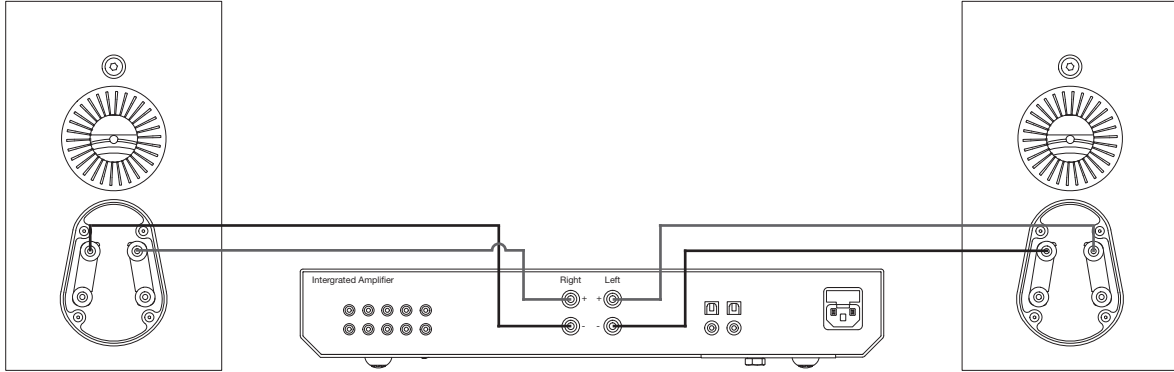 Intergrated Amplifier
Right Left
+ +
- -